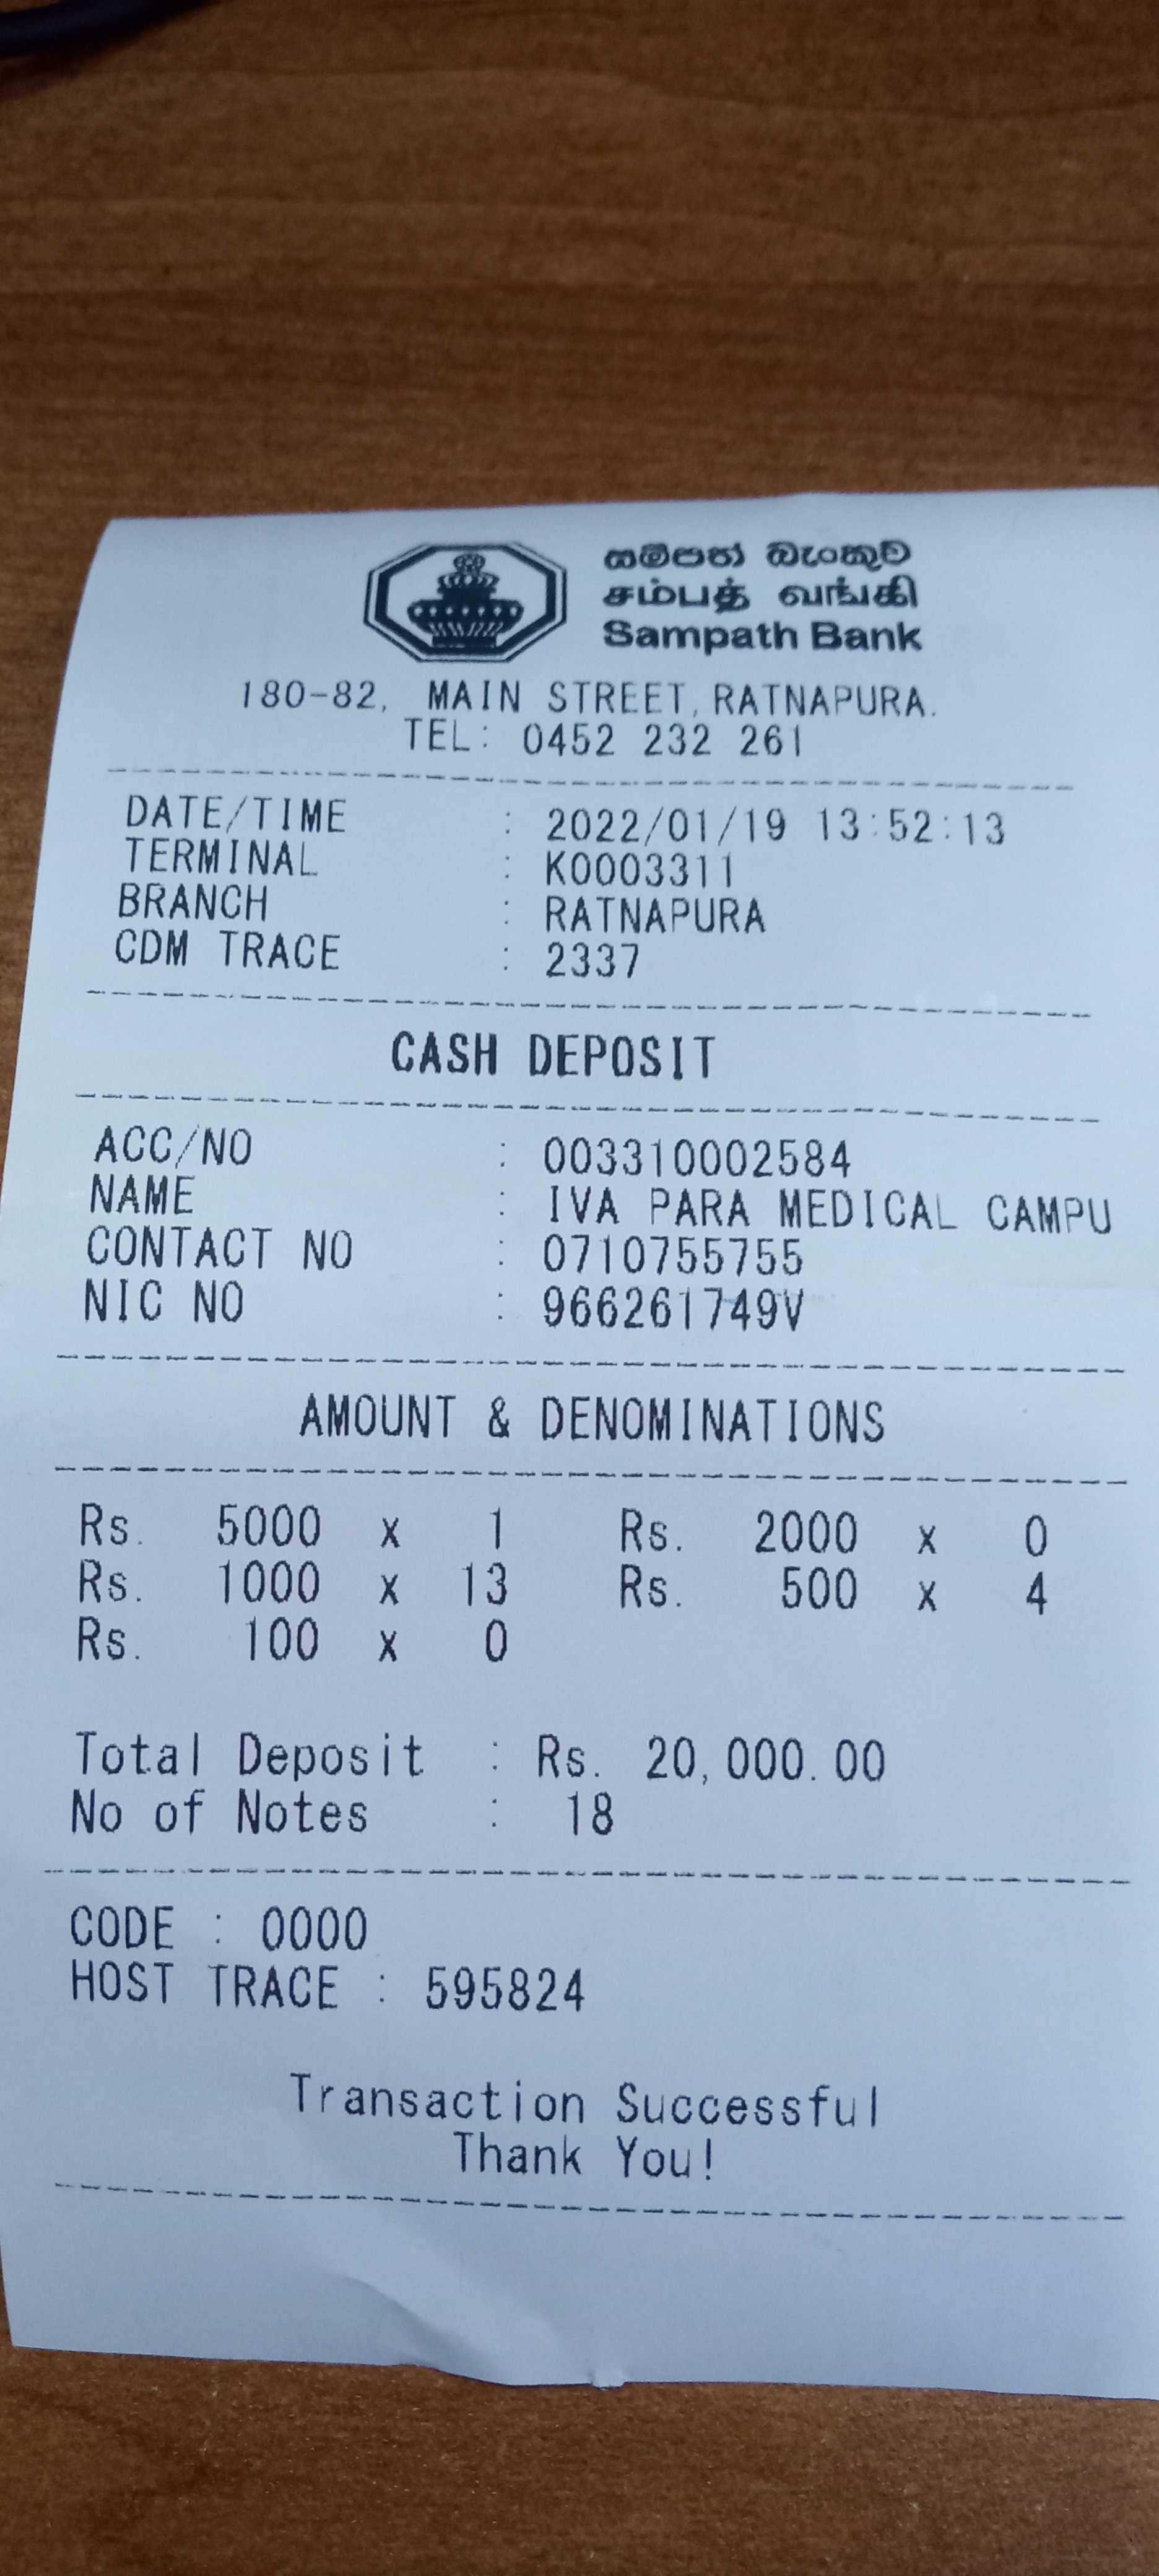 සම්පත් බැංකුව
சம்பத் வங்கி
Sampath Bank
180-82, MAIN STREET, RATNAPURA.
TEL: 0452 232 261
DATE/TIME : 2022/01/19 13:52:13
TERMINAL : K0003311
BRANCH : RATNAPURA
CDM TRACE : 2337
CASH DEPOSIT
ACC/NO : 003310002584
NAME : IVA PARA MEDICAL CAMPU
CONTACT NO : 0710755755
NIC NO : 966261749V
AMOUNT & DENOMINATIONS
Rs. 5000 x 1 Rs. 2000 x 0
Rs. 1000 x 13 Rs. 500 x 4
Rs. 100 x 0
Total Deposit : Rs. 20,000.00
No of Notes : 18
CODE : 0000
HOST TRACE : 595824
Transaction Successful
Thank You!